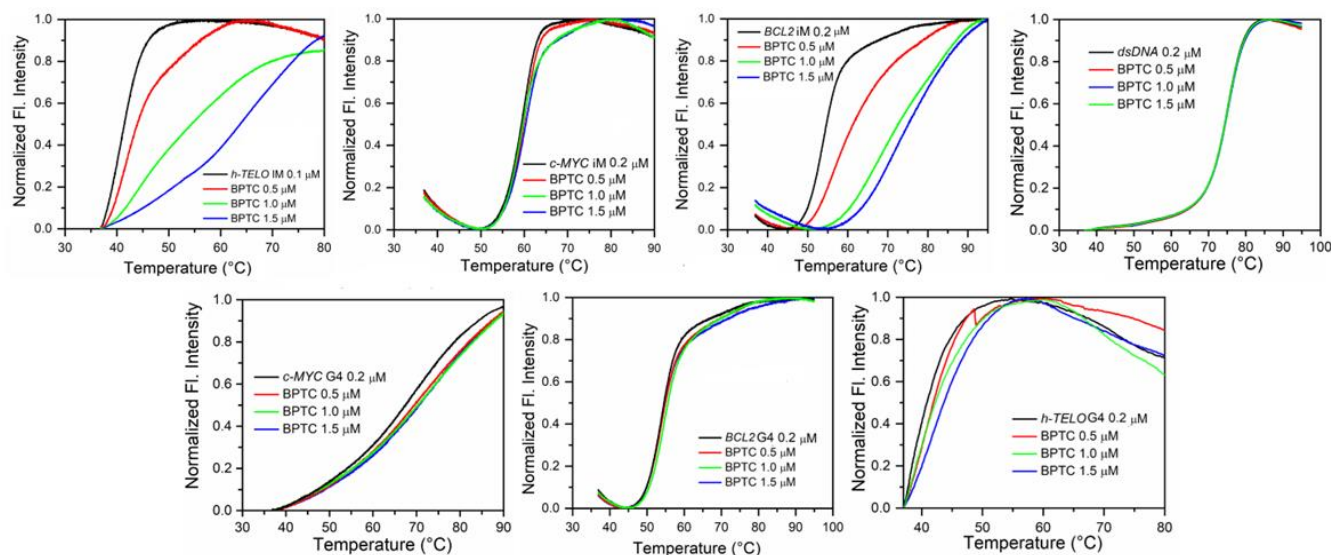 Normalized Fl. Intensity
1.0
0.8
0.6
0.4
0.2
0.0
h-TELO IM 0.1 μM
BPTC 0.5 μM
BPTC 1.0 μM
BPTC 1.5 μM
30 40 50 60 70 80
Temperature (°C)
Normalized Fl. Intensity
1.0
0.8
0.6
0.4
0.2
0.0
c-MYC iM 0.2 μM
BPTC 0.5 μM
BPTC 1.0 μM
BPTC 1.5 μM
30 40 50 60 70 80 90
Temperature (°C)
Normalized Fl. Intensity
1.0
0.8
0.6
0.4
0.2
0.0
BCL2 iM 0.2 μM
BPTC 0.5 μM
BPTC 1.0 μM
BPTC 1.5 μM
30 40 50 60 70 80 90
Temperature (°C)
Normalized Fl. Intensity
1.0
0.8
0.6
0.4
0.2
0.0
dsDNA 0.2 μM
BPTC 0.5 μM
BPTC 1.0 μM
BPTC 1.5 μM
30 40 50 60 70 80 90 100
Temperature (°C)
Normalized Fl. Intensity
1.0
0.8
0.6
0.4
0.2
0.0
c-MYC G4 0.2 μM
BPTC 0.5 μM
BPTC 1.0 μM
BPTC 1.5 μM
30 40 50 60 70 80 90
Temperature (°C)
Normalized Fl. Intensity
1.0
0.8
0.6
0.4
0.2
0.0
BCL2 G4 0.2 μM
BPTC 0.5 μM
BPTC 1.0 μM
BPTC 1.5 μM
30 40 50 60 70 80 90 100
Temperature (°C)
Normalized Fl. Intensity
1.0
0.8
0.6
0.4
0.2
0.0
h-TELOG4 0.2 μM
BPTC 0.5 μM
BPTC 1.0 μM
BPTC 1.5 μM
40 50 60 70 80
Temperature (°C)